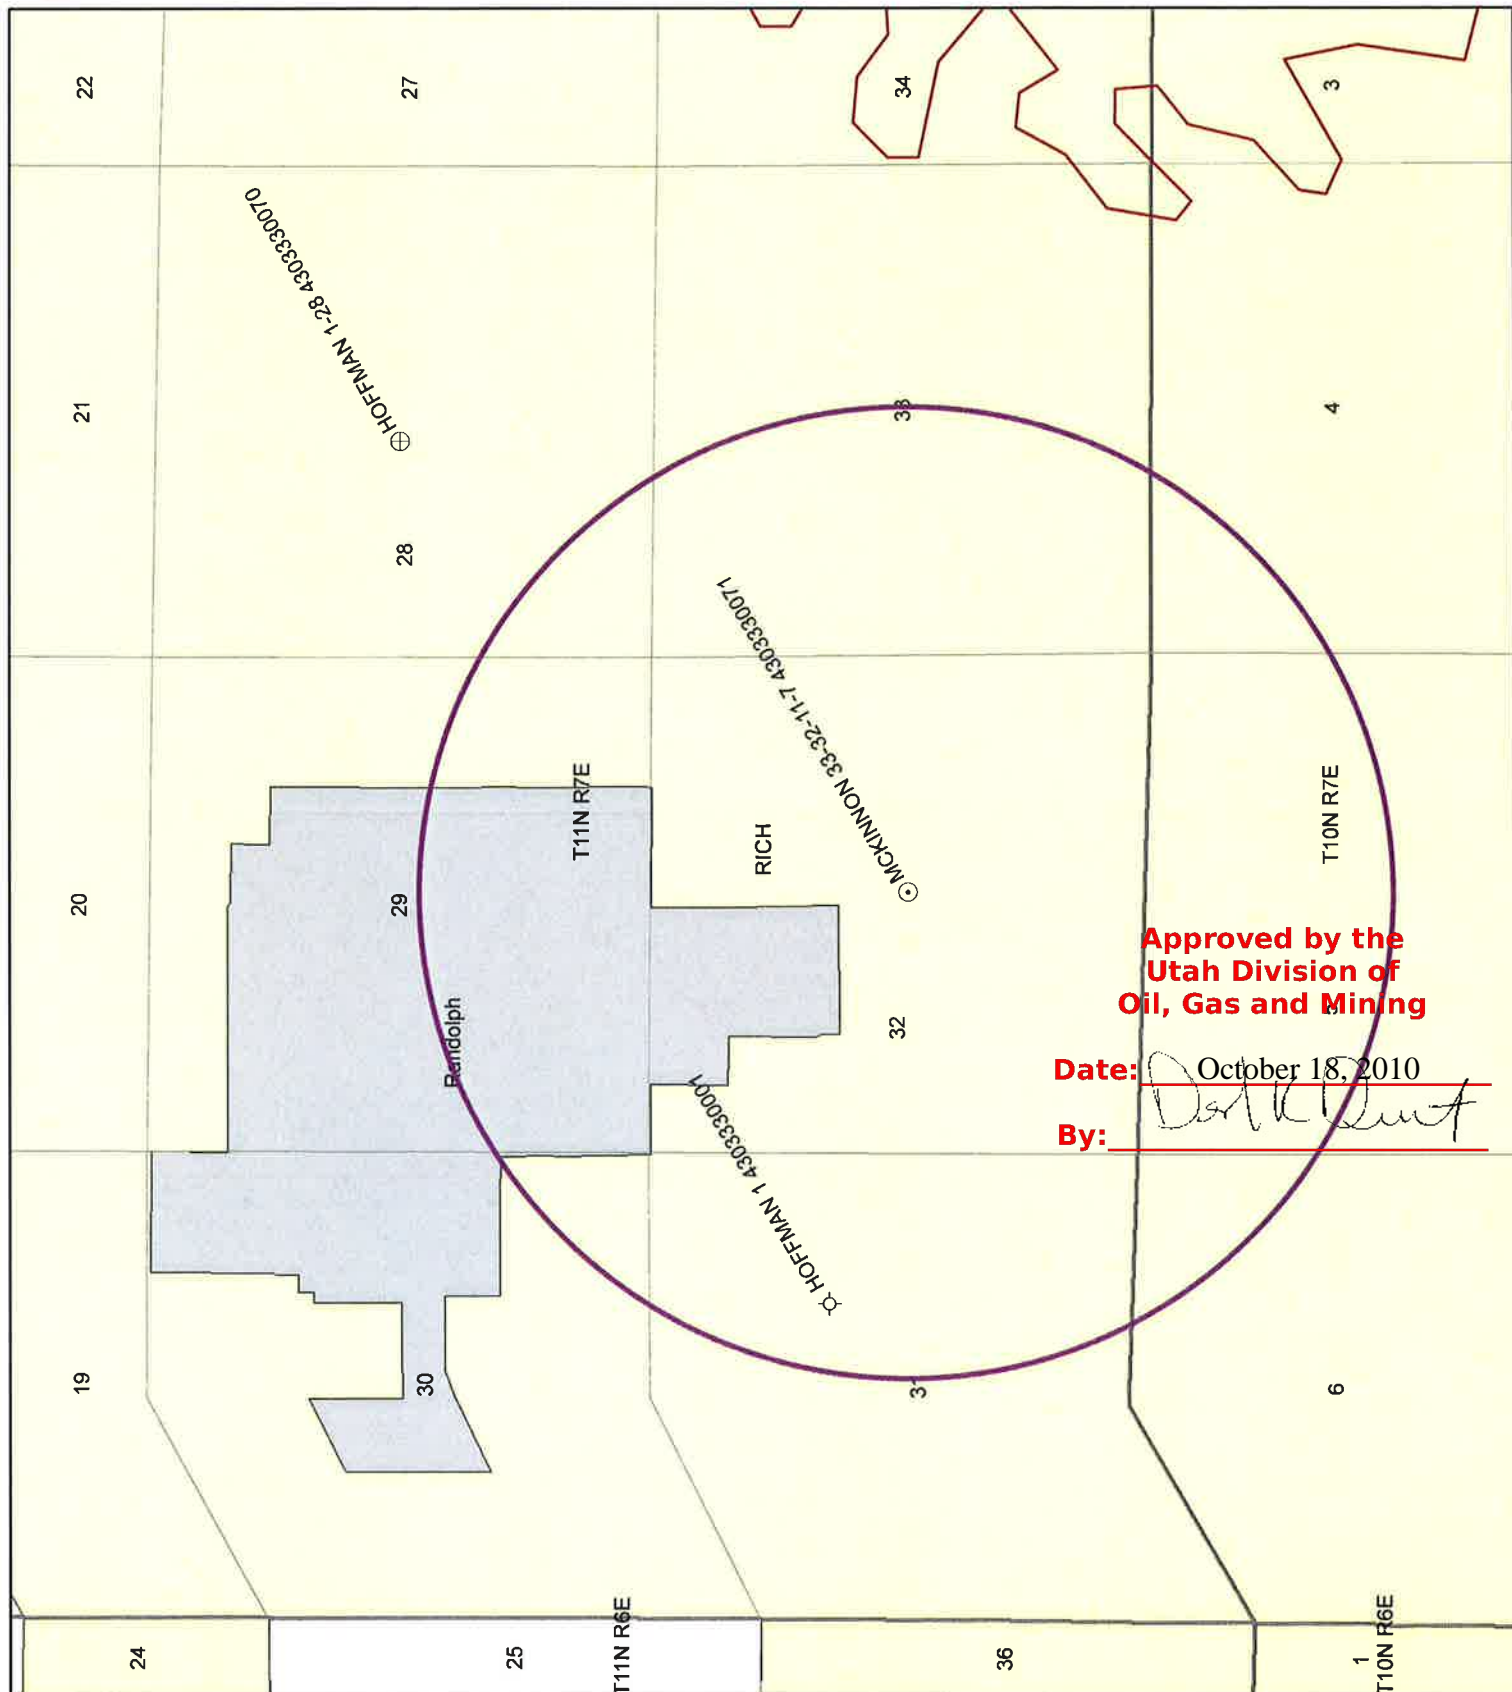 22
27
34
3
HOFFMAN 1-28 4303330070
21
28
33
4
MCKINNON 33-32-11-7 4303330071
T11N R7E
RICH
T10N R7E
20
29
Randolph
32
Approved by the
Utah Division of
Oil, Gas and Mining
Date: October 18, 2010
By:
HOFFMAN 1 4303330001
19
30
3
6
24
25
T11N R6E
36
1
T10N R6E